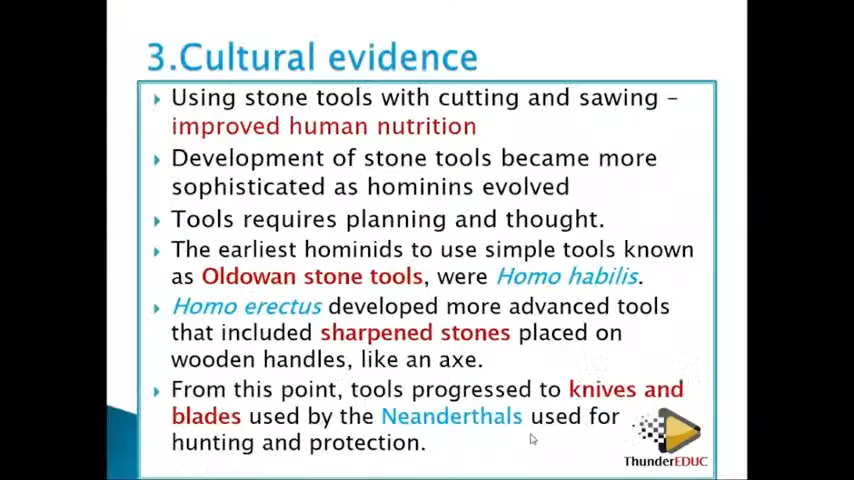 3.Cultural evidence
Using stone tools with cutting and sawing –
improved human nutrition
Development of stone tools became more
sophisticated as hominins evolved
Tools requires planning and thought.
The earliest hominids to use simple tools known
as Oldowan stone tools, were Homo habilis.
Homo erectus developed more advanced tools
that included sharpened stones placed on
wooden handles, like an axe.
From this point, tools progressed to knives and
blades used by the Neanderthals used for
hunting and protection.
ThunderEDUC